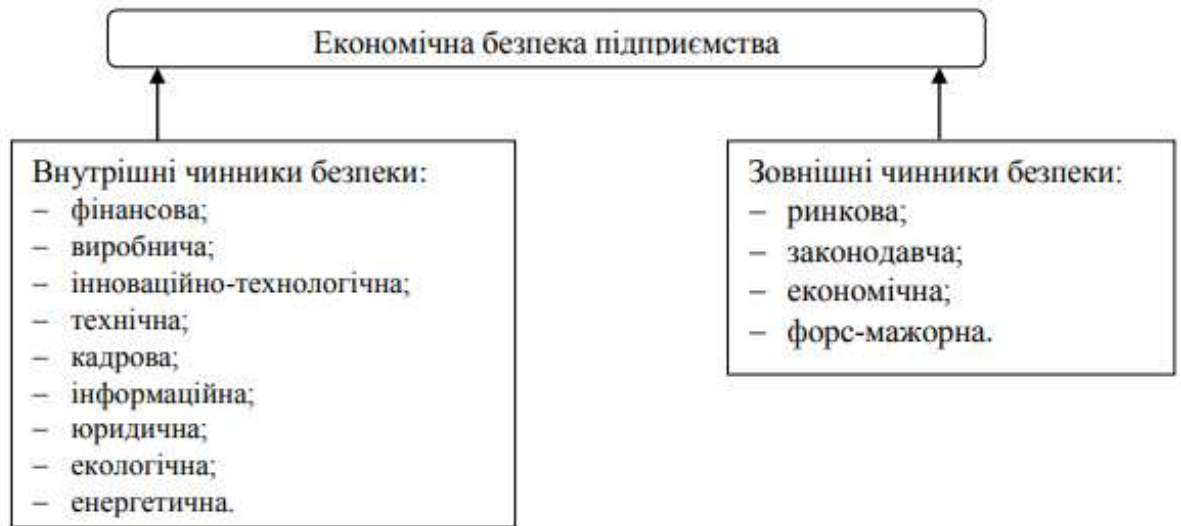 Економічна безпека підприємства
Внутрішні чинники безпеки:
– фінансова;
– виробнича;
– інноваційно-технологічна;
– технічна;
– кадрова;
– інформаційна;
– юридична;
– екологічна;
– енергетична.
Зовнішні чинники безпеки:
– ринкова;
– законодавча;
– економічна;
– форс-мажорна.